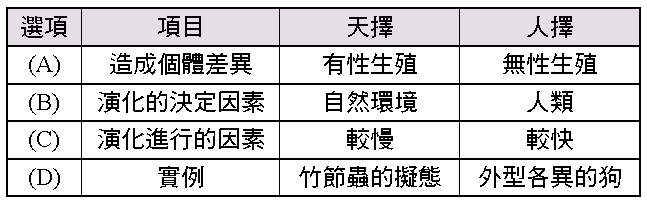 選項 項目 天擇 人擇
(A) 造成個體差異 有性生殖 無性生殖
(B) 演化的決定因素 自然環境 人類
(C) 演化進行的因素 較慢 較快
(D) 實例 竹節蟲的擬態 外型各異的狗